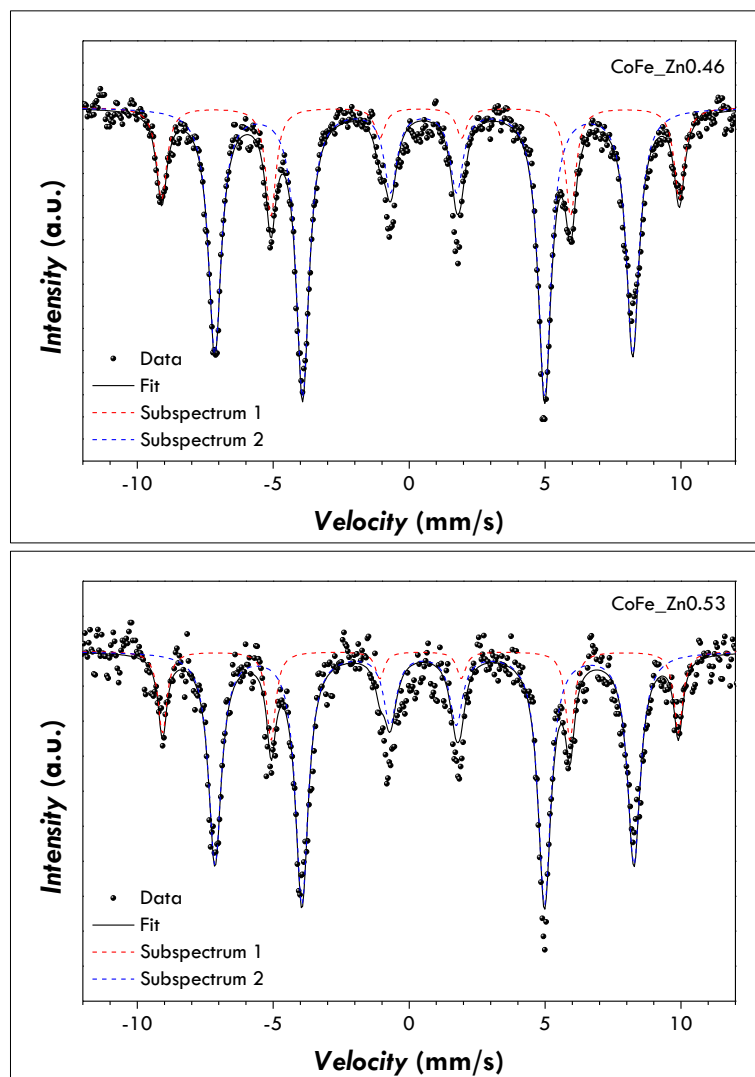 CoFe_Zn0.46
Intensity (a.u.)
Data
Fit
Subspectrum 1
Subspectrum 2
-10 -5 0 5 10
Velocity (mm/s)
CoFe_Zn0.53
Intensity (a.u.)
Data
Fit
Subspectrum 1
Subspectrum 2
-10 -5 0 5 10
Velocity (mm/s)